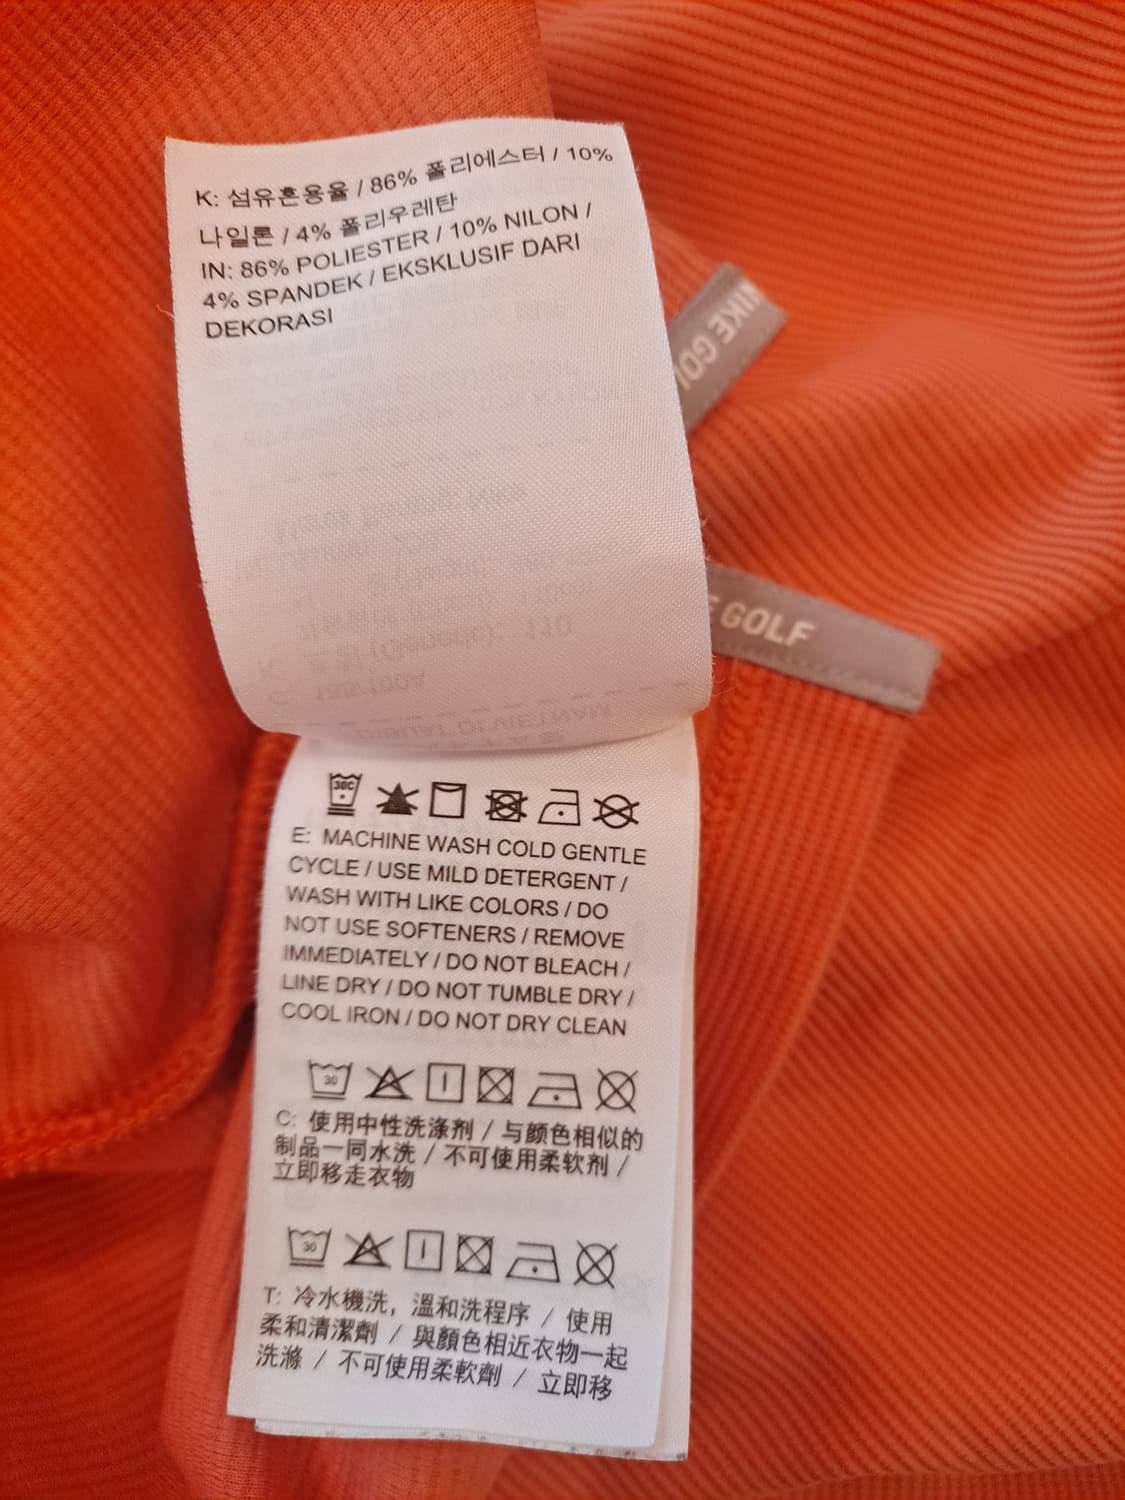 K: 섬유혼용율 / 86% 폴리에스터 / 10%
나일론 / 4% 폴리우레탄
IN: 86% POLIESTER / 10% NILON /
4% SPANDEK / EKSKLUSIF DARI
DEKORASI
NIKE GOL
E GOLF
30C
E: MACHINE WASH COLD GENTLE
CYCLE / USE MILD DETERGENT /
WASH WITH LIKE COLORS / DO
NOT USE SOFTENERS / REMOVE
IMMEDIATELY / DO NOT BLEACH /
LINE DRY / DO NOT TUMBLE DRY /
COOL IRON / DO NOT DRY CLEAN
30
C: 使用中性洗涤剂 / 与颜色相似的
制品一同水洗 / 不可使用柔软剂 /
立即移走衣物
30
T: 冷水機洗，溫和洗程序 / 使用
柔和清潔劑 / 與顏色相近衣物一起
洗滌 / 不可使用柔軟劑 / 立即移